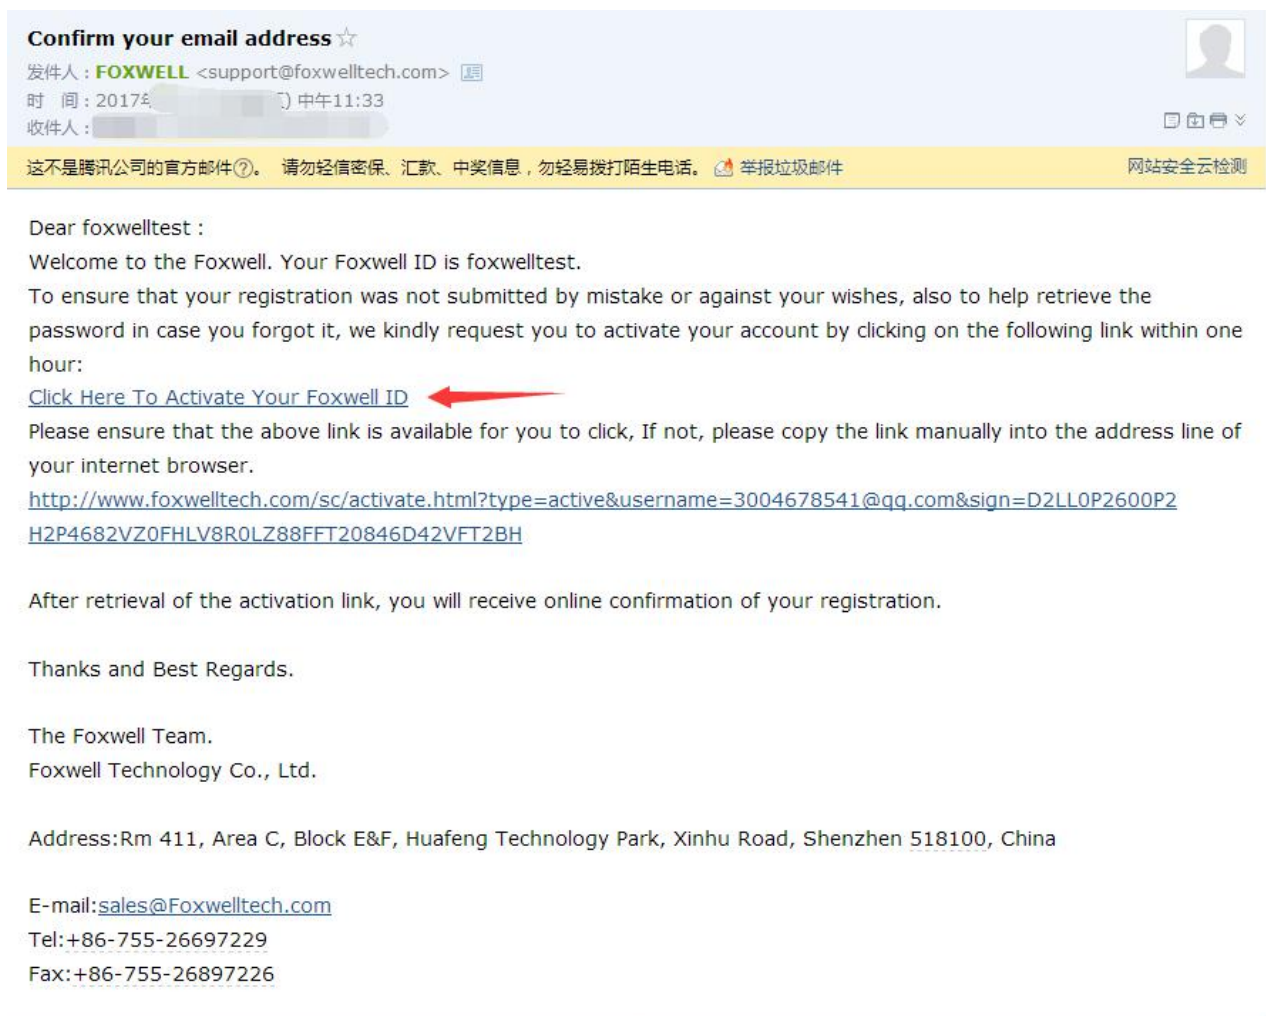 Confirm your email address☆
发件人：FOXWELL <support@foxwelltech.com>
时 间：2017年 中午11:33
收件人：
这不是腾讯公司的官方邮件?。 请勿轻信密保、汇款、中奖信息，勿轻易拨打陌生电话。 举报垃圾邮件 网站安全云检测
Dear foxwelltest :
Welcome to the Foxwell. Your Foxwell ID is foxwelltest.
To ensure that your registration was not submitted by mistake or against your wishes, also to help retrieve the
password in case you forgot it, we kindly request you to activate your account by clicking on the following link within one
hour:
Click Here To Activate Your Foxwell ID
Please ensure that the above link is available for you to click, If not, please copy the link manually into the address line of
your internet browser.
http://www.foxwelltech.com/sc/activate.html?type=active&username=3004678541@qq.com&sign=D2LL0P2600P2
H2P4682VZ0FHLV8R0LZ88FFT20846D42VFT2BH
After retrieval of the activation link, you will receive online confirmation of your registration.
Thanks and Best Regards.
The Foxwell Team.
Foxwell Technology Co., Ltd.
Address:Rm 411, Area C, Block E&F, Huafeng Technology Park, Xinhu Road, Shenzhen 518100, China
E-mail:sales@Foxwelltech.com
Tel:+86-755-26697229
Fax:+86-755-26897226